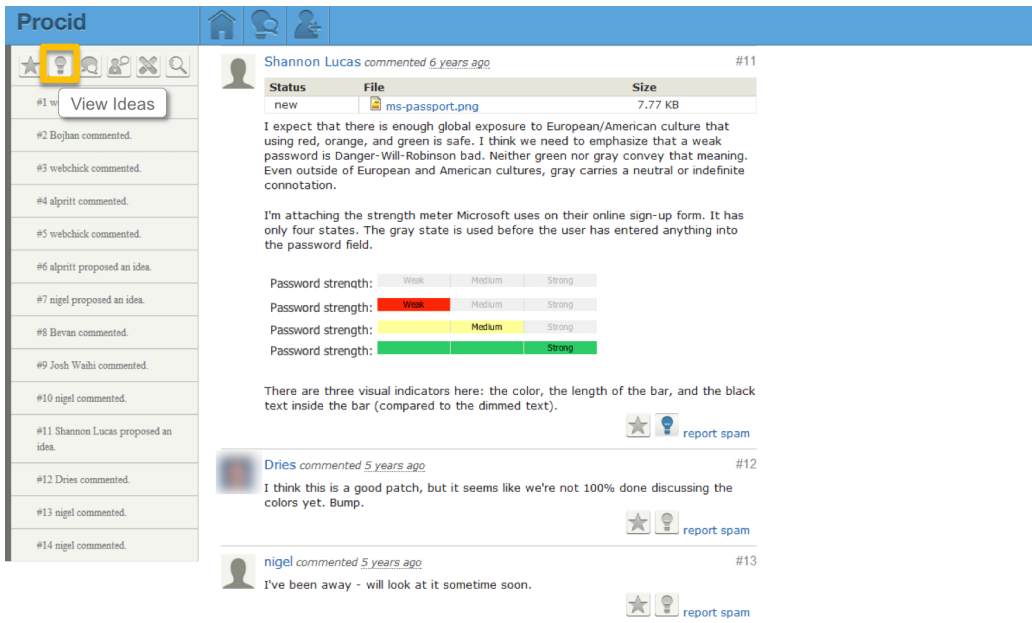 Procid
#1 w
View Ideas
#2 Bojhan commented.
#3 webchick commented.
#4 alpritt commented.
#5 webchick commented.
#6 alpritt proposed an idea.
#7 nigel proposed an idea.
#8 Bevan commented.
#9 Josh Waihi commented.
#10 nigel commented.
#11 Shannon Lucas proposed an
idea.
#12 Dries commented.
#13 nigel commented.
#14 nigel commented.
Shannon Lucas commented 6 years ago #11
Status File Size
new ms-passport.png 7.77 KB
I expect that there is enough global exposure to European/American culture that
using red, orange, and green is safe. I think we need to emphasize that a weak
password is Danger-Will-Robinson bad. Neither green nor gray convey that meaning.
Even outside of European and American cultures, gray carries a neutral or indefinite
connotation.
I'm attaching the strength meter Microsoft uses on their online sign-up form. It has
only four states. The gray state is used before the user has entered anything into
the password field.
Password strength: Weak Medium Strong
Password strength: Weak Medium Strong
Password strength: Medium Strong
Password strength: Strong
There are three visual indicators here: the color, the length of the bar, and the black
text inside the bar (compared to the dimmed text).
report spam
Dries commented 5 years ago #12
I think this is a good patch, but it seems like we're not 100% done discussing the
colors yet. Bump.
report spam
nigel commented 5 years ago #13
I've been away - will look at it sometime soon.
report spam